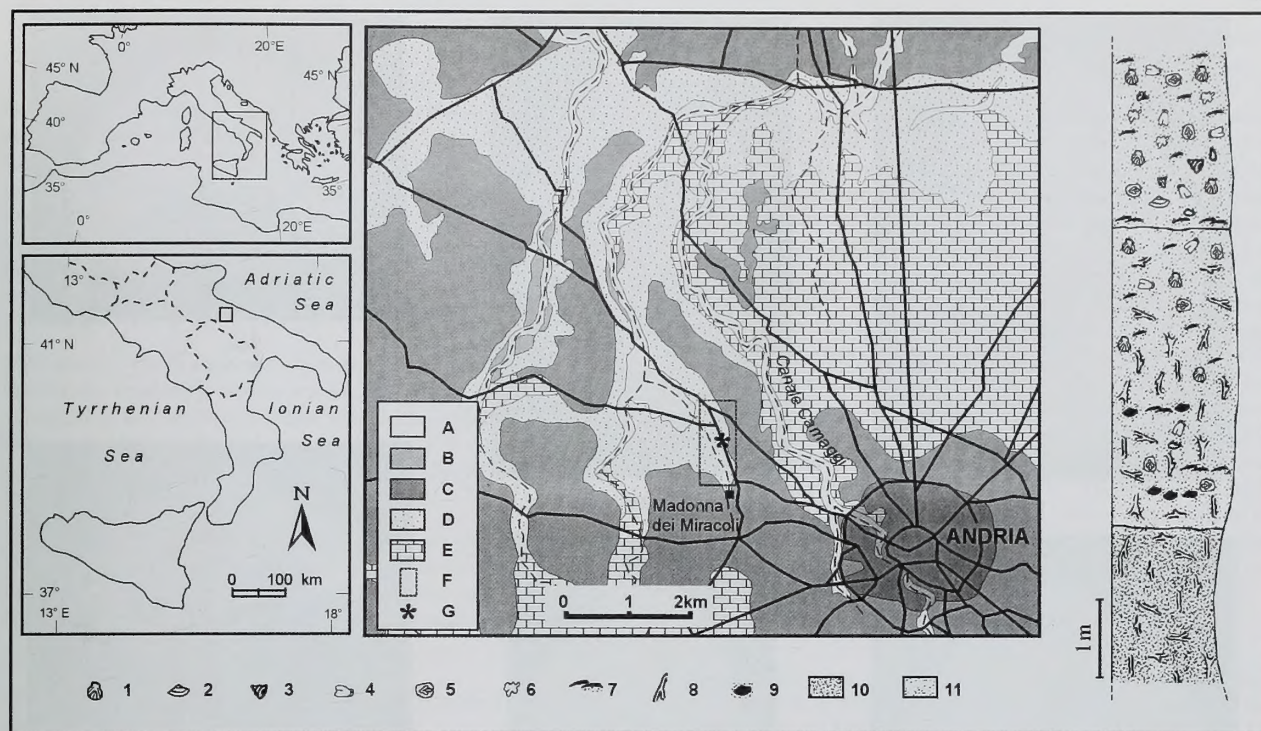 0°
20°E
45° N
45° N
40°
35°
35°
0°
20°E
13°
Adriatic
Sea
41° N
Tyrrhenian
Sea
Ionian
Sea
N
0 100 km
37°
13° E
18°
Canale Camaggi
Madonna
dei Miracoli
ANDRIA
A
B
C
D
E
F
G
0 1 2km
1 m
1 2 3 4 5 6 7 8 9 10 11